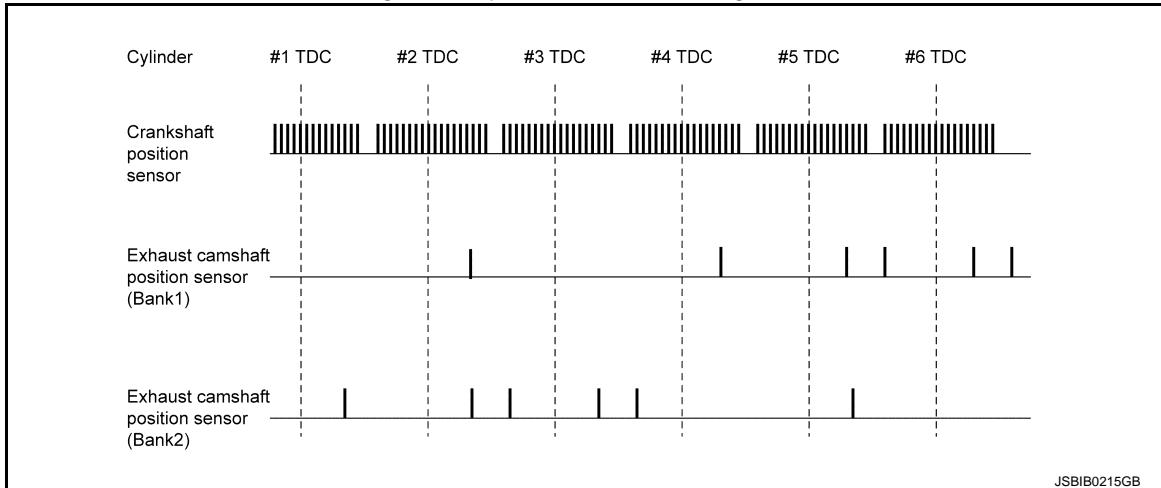 Cylinder #1 TDC #2 TDC #3 TDC #4 TDC #5 TDC #6 TDC
Crankshaft
position
sensor
Exhaust camshaft
position sensor
(Bank1)
Exhaust camshaft
position sensor
(Bank2)
JSBIB0215GB